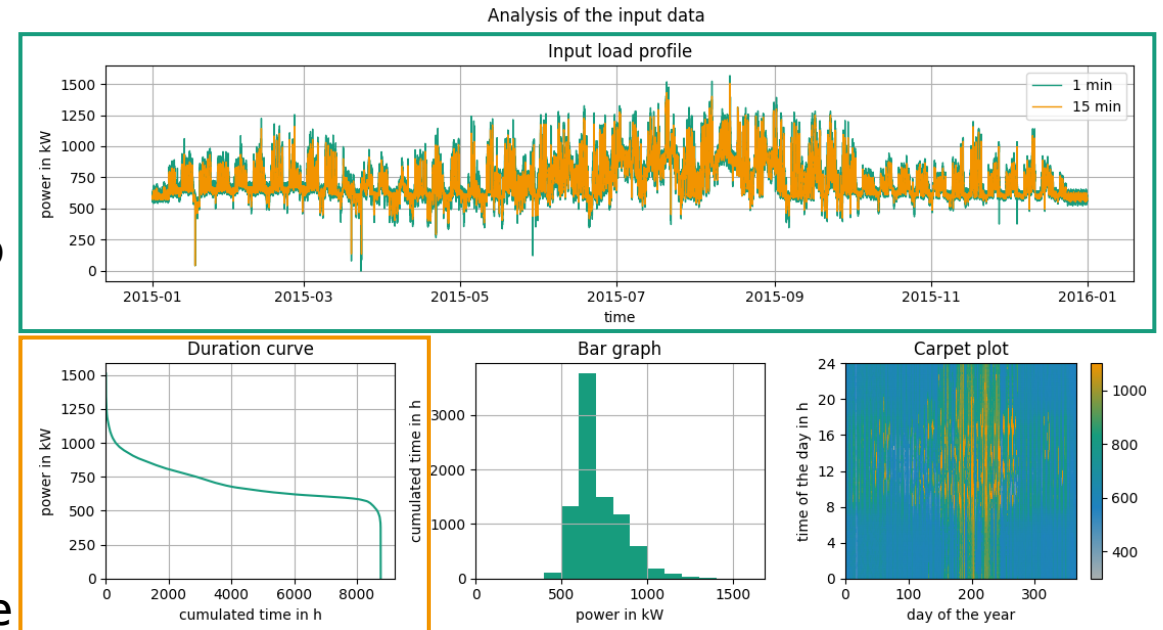 Analysis of the input data
Input load profile
power in kW
1500
1250
1000
750
500
250
0
1 min
15 min
2015-01 2015-03 2015-05 2015-07 2015-09 2015-11 2016-01
time
Duration curve
power in kW
1500
1250
1000
750
500
250
0
0 2000 4000 6000 8000
cumulated time in h
Bar graph
cumulated time in h
3000
2000
1000
0
0 500 1000 1500
power in kW
Carpet plot
time of the day in h
24
20
16
12
8
4
0
0 100 200 300
day of the year
1000
800
600
400
e